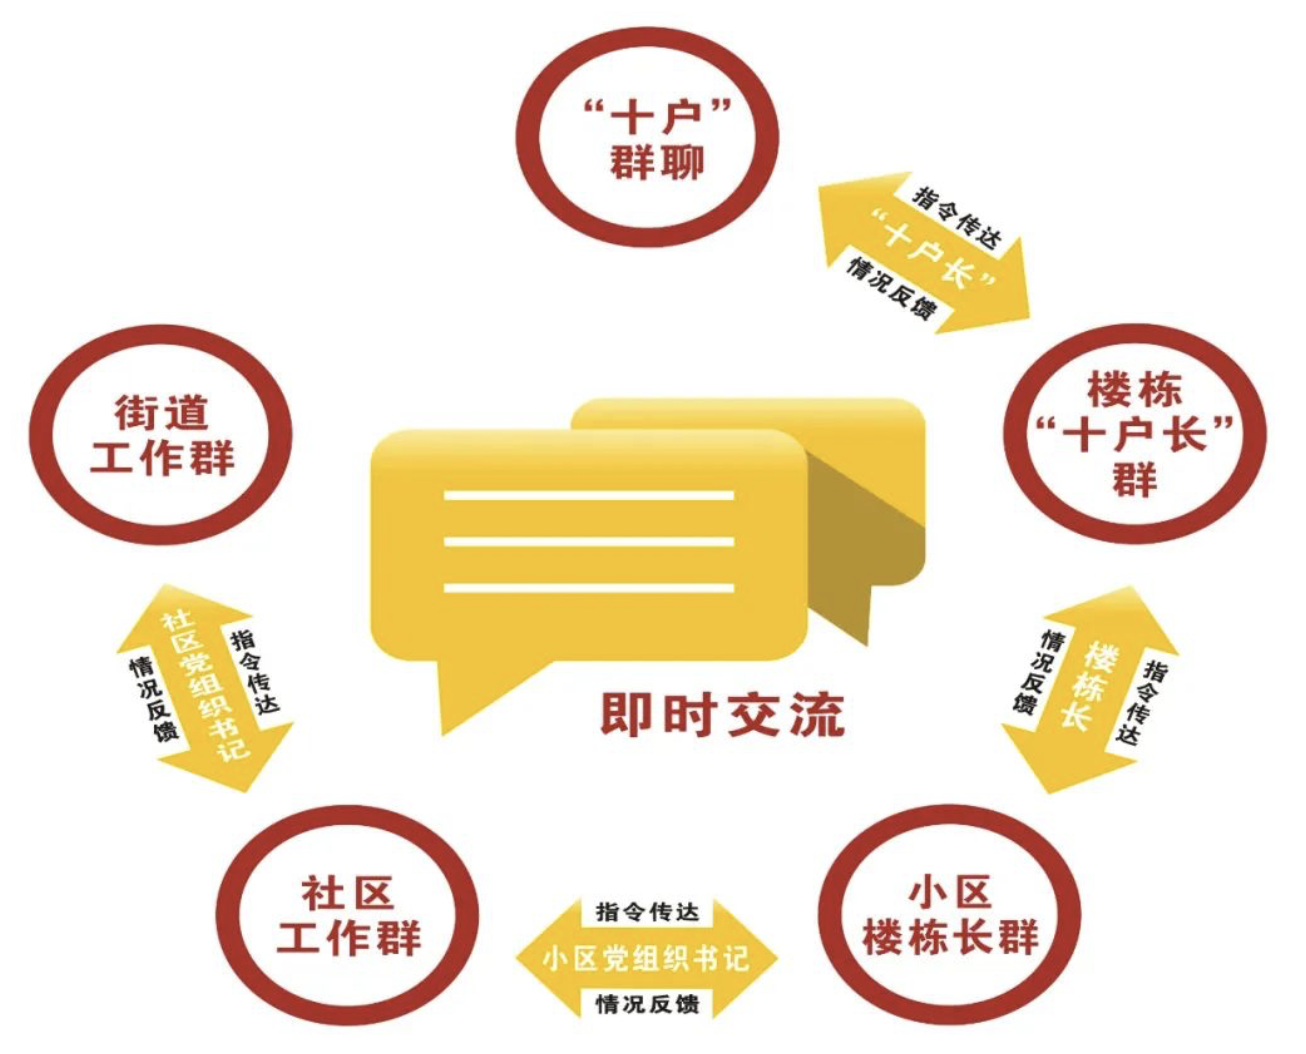 “十户”
群聊
指令传达
“十户长”
情况反馈
街道
工作群
楼栋
“十户长”
群
社区党组织书记
指令传达
情况反馈
情况反馈
楼栋长
指令传达
即时交流
社区
工作群
指令传达
小区党组织书记
情况反馈
小区
楼栋长群